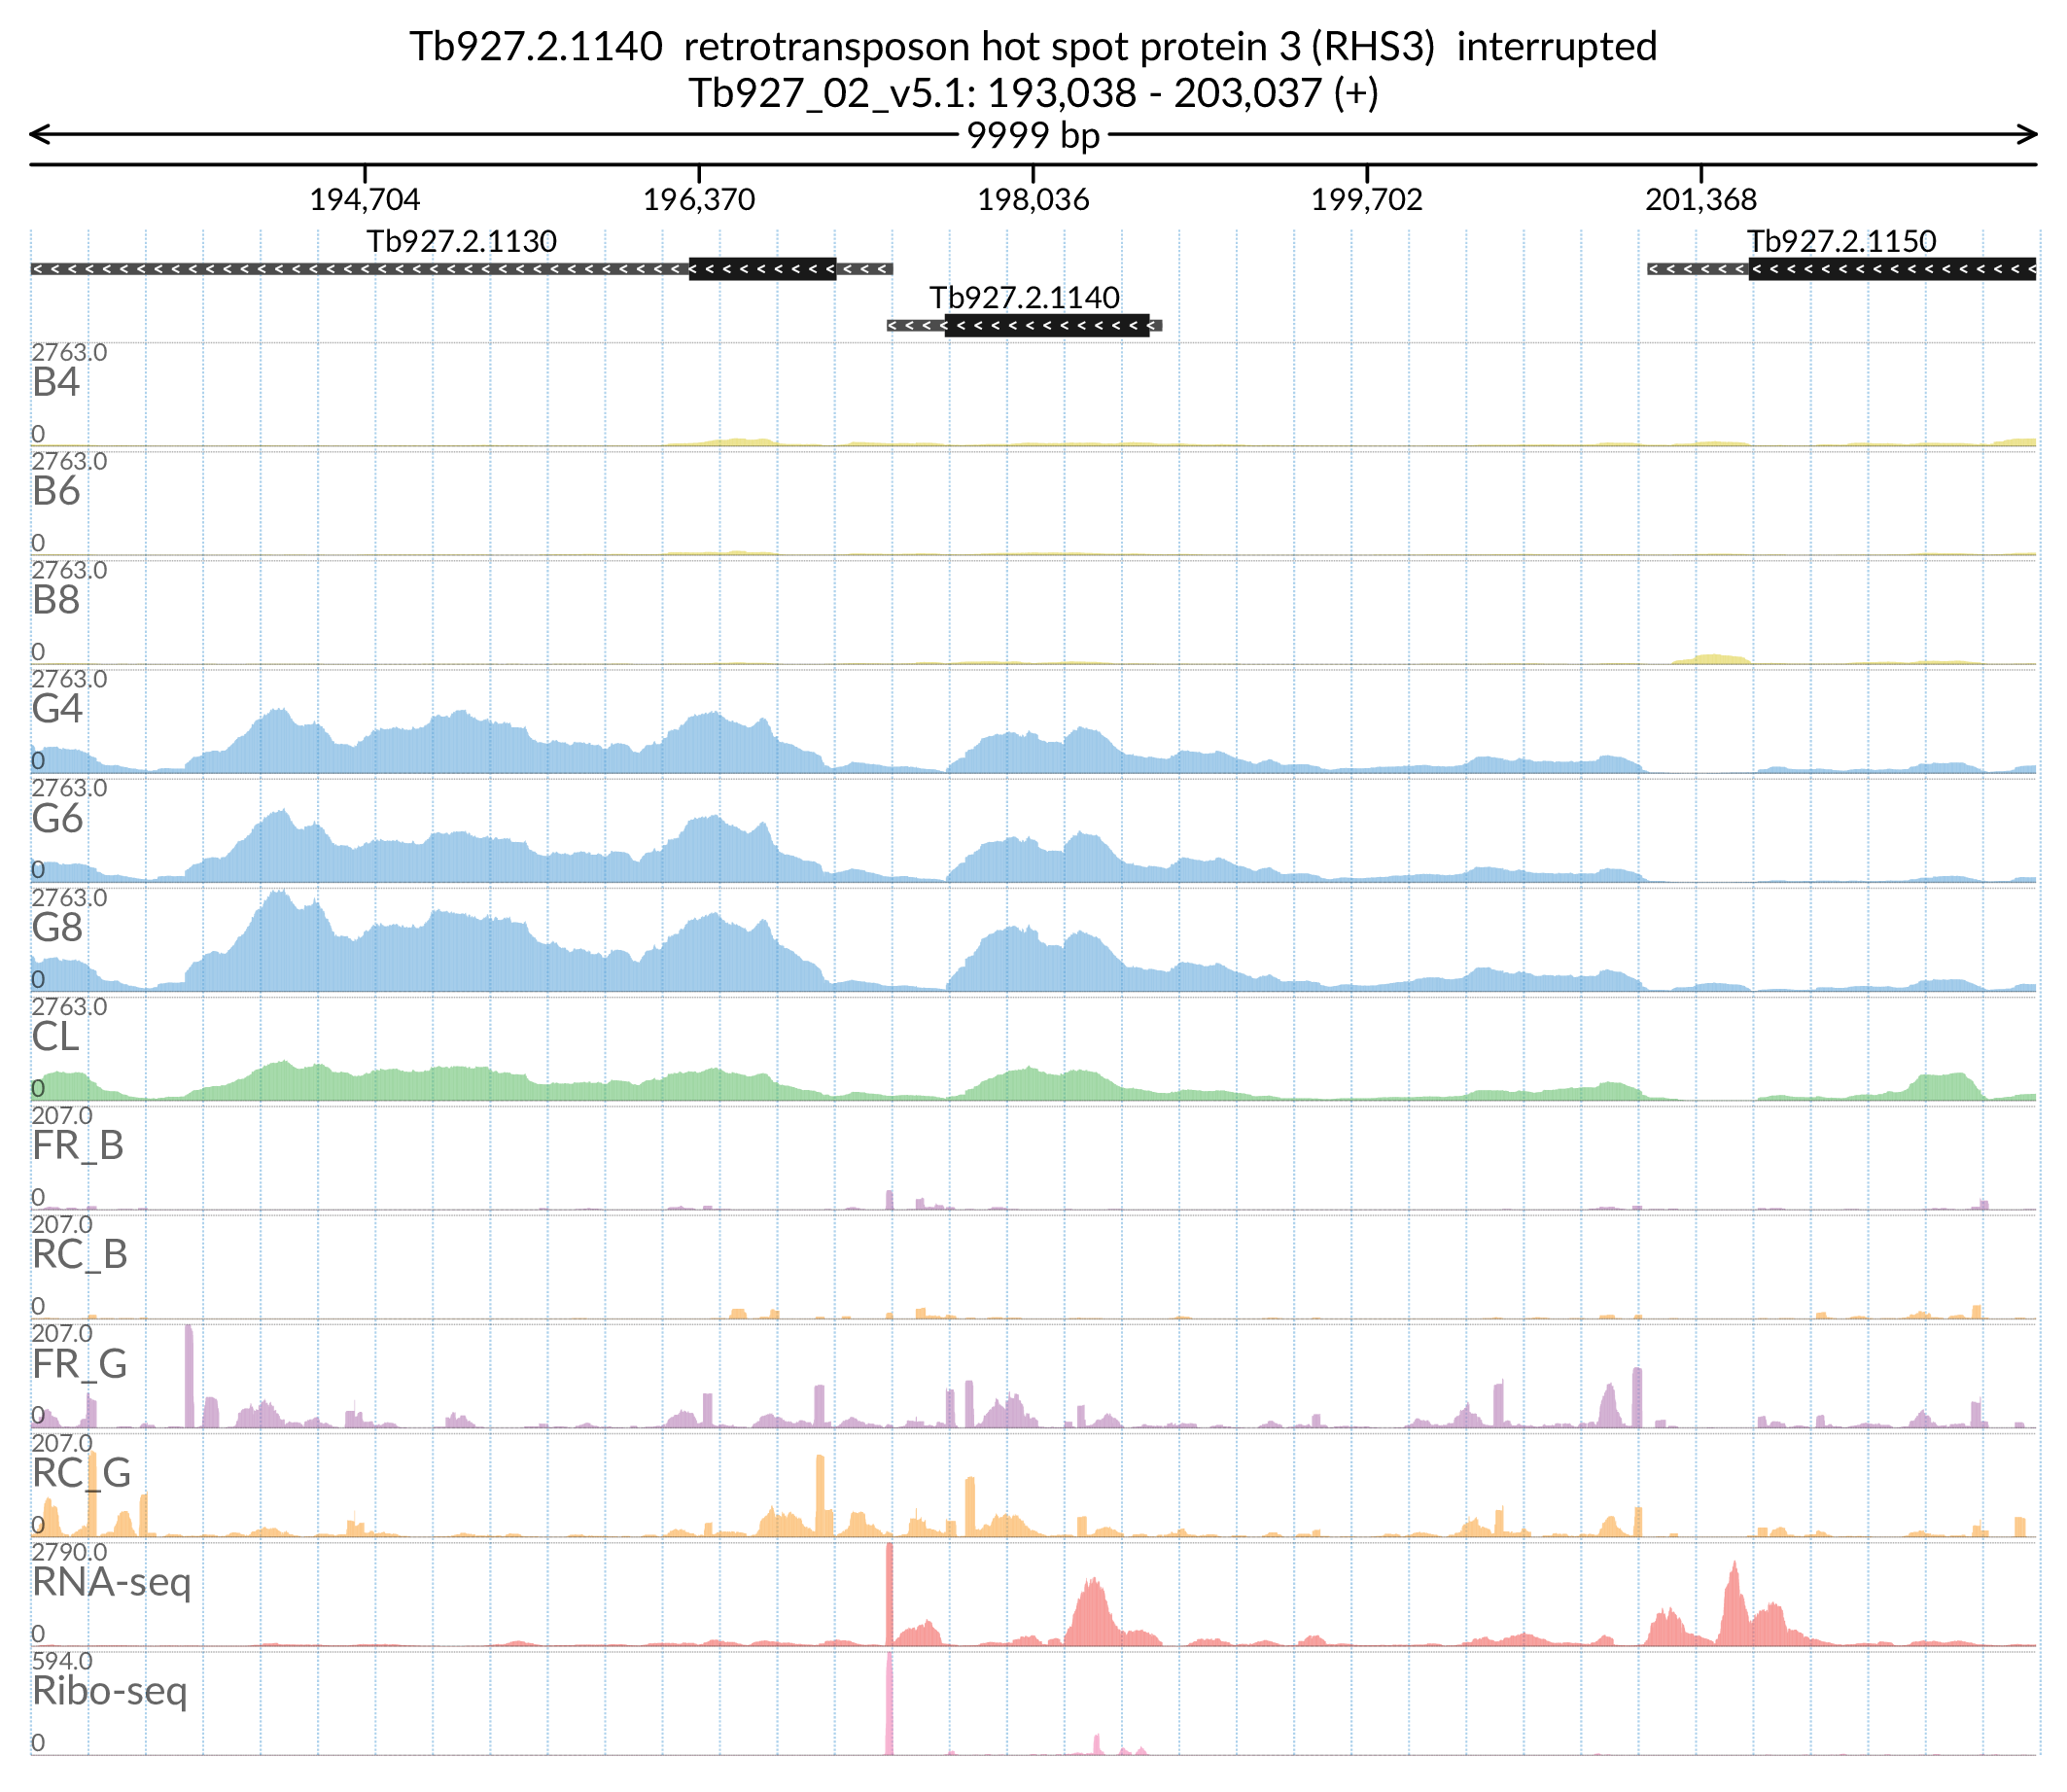 Tb927.2.1140  retrotransposon hot spot protein 3 (RHS3)  interrupted
Tb927_02_v5.1: 193,038 - 203,037 (+)
9999 bp
194,704 196,370 198,036 199,702 201,368
Tb927.2.1130 Tb927.2.1150
Tb927.2.1140
2763.0
B4
0
2763.0
B6
0
2763.0
B8
0
2763.0
G4
0
2763.0
G6
0
2763.0
G8
0
2763.0
CL
0
207.0
FR_B
0
207.0
RC_B
0
207.0
FR_G
0
207.0
RC_G
0
2790.0
RNA-seq
0
594.0
Ribo-seq
0